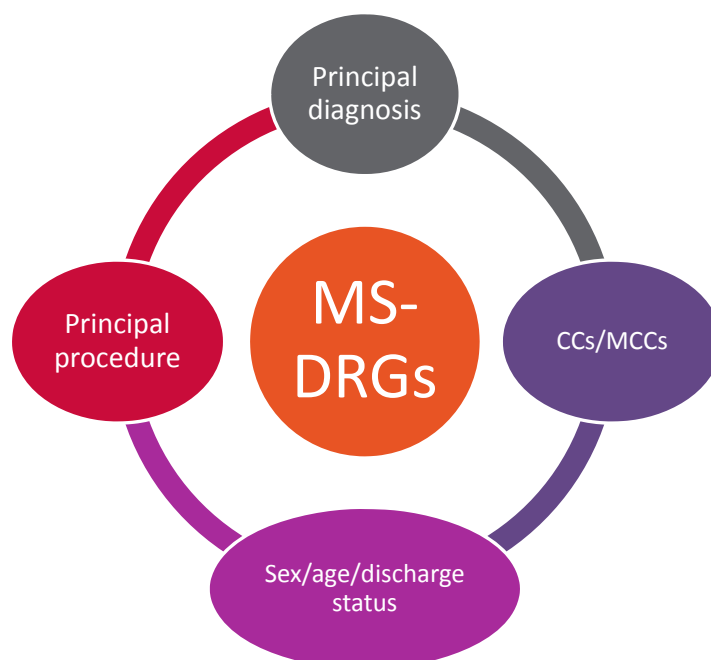 Principal
diagnosis
Principal
procedure
MS-
DRGs
CCs/MCCs
Sex/age/discharge
status